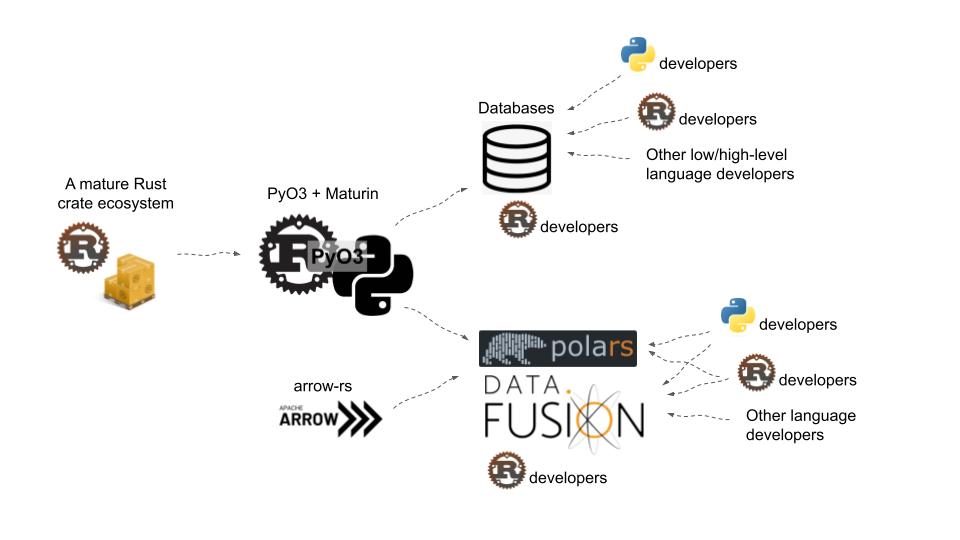 developers
Databases
developers
Other low/high-level
language developers
A mature Rust
crate ecosystem
PyO3 + Maturin
developers
R
R
R
R
PyO3
developers
polars
developers
arrow-rs
DATA
FUSION
APACHE
ARROW
R
Other language
developers
R
developers